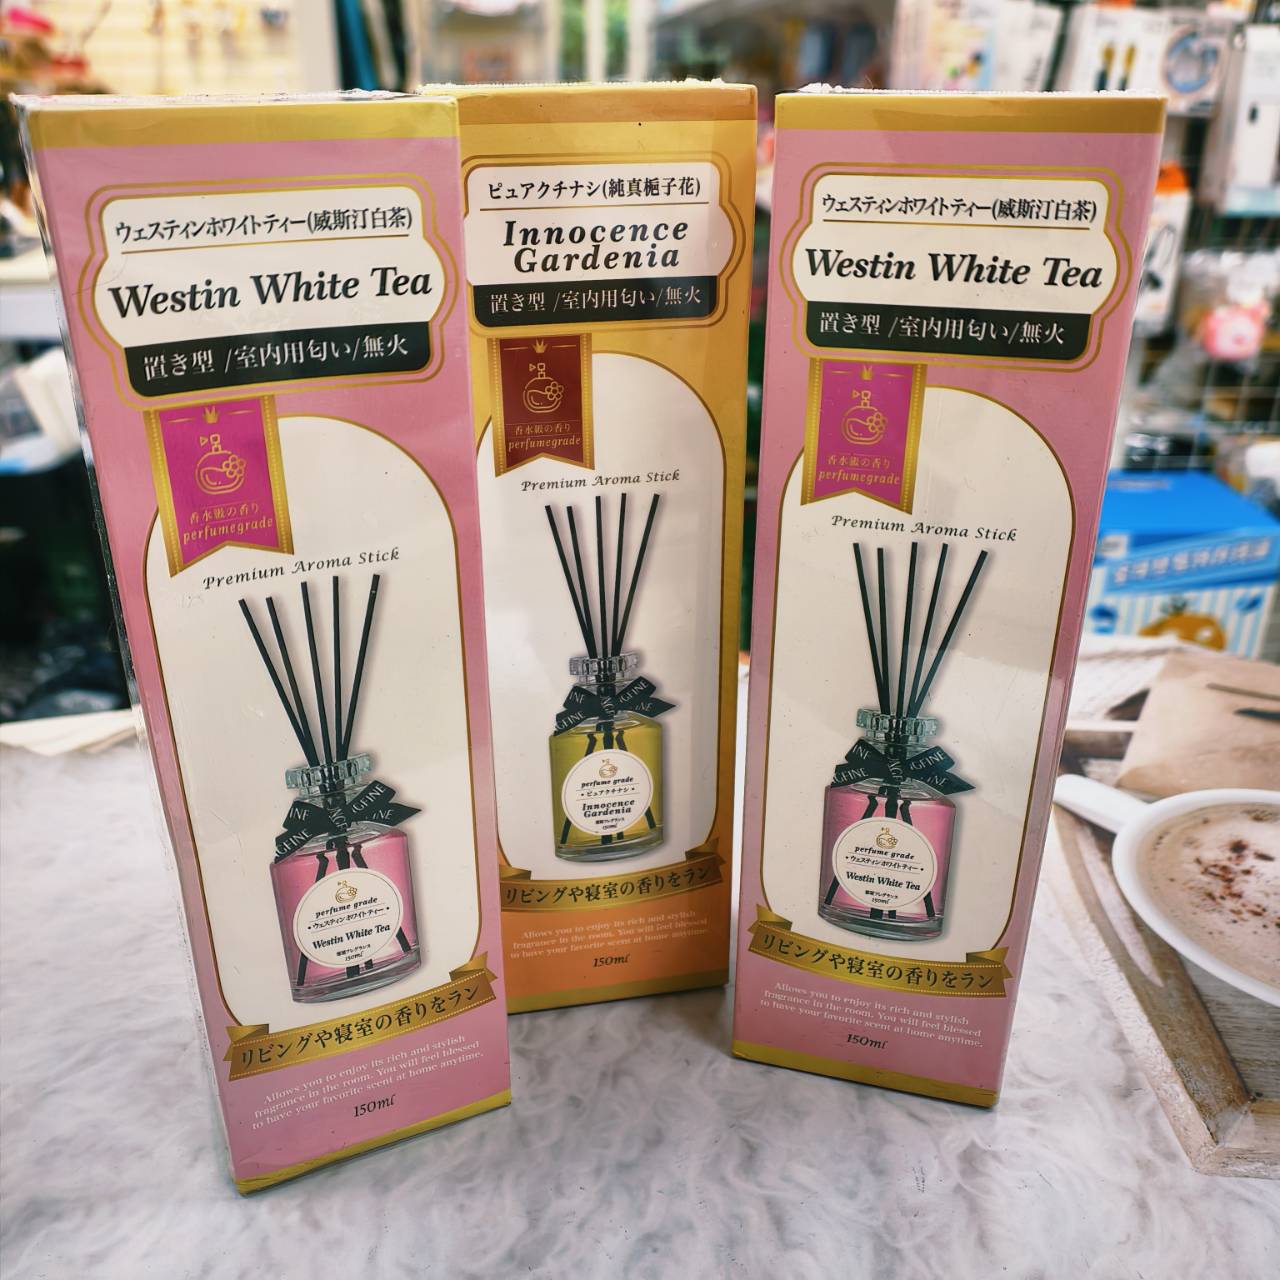 ウェスティンホワイトティー(威斯汀白茶)
Westin White Tea
置き型 /室内用匂い/無火
香水級の香り
perfumegrade
Premium Aroma Stick
perfume grade
・ウェスティンホワイトティー・
Westin White Tea
150ml
リビングや寝室の香りをラン
Allows you to enjoy its rich and stylish
fragrance in the room. You will feel blessed
to have your favorite scent at home anytime.
150ml
ピュアクチナシ(純真梔子花)
Innocence
Gardenia
置き型 /室内用匂い/無火
香水級の香り
perfumegrade
Premium Aroma Stick
perfume grade
・ピュアクチナシ・
Innocence
Gardenia
150ml
リビングや寝室の香りをラン
Allows you to enjoy its rich and stylish
fragrance in the room. You will feel blessed
to have your favorite scent at home anytime.
150ml
ウェスティンホワイトティー(威斯汀白茶)
Westin White Tea
置き型 /室内用匂い/無火
香水級の香り
perfumegrade
Premium Aroma Stick
perfume grade
・ウェスティンホワイトティー・
Westin White Tea
150ml
リビングや寝室の香りをラン
Allows you to enjoy its rich and stylish
fragrance in the room. You will feel blessed
to have your favorite scent at home anytime.
150ml